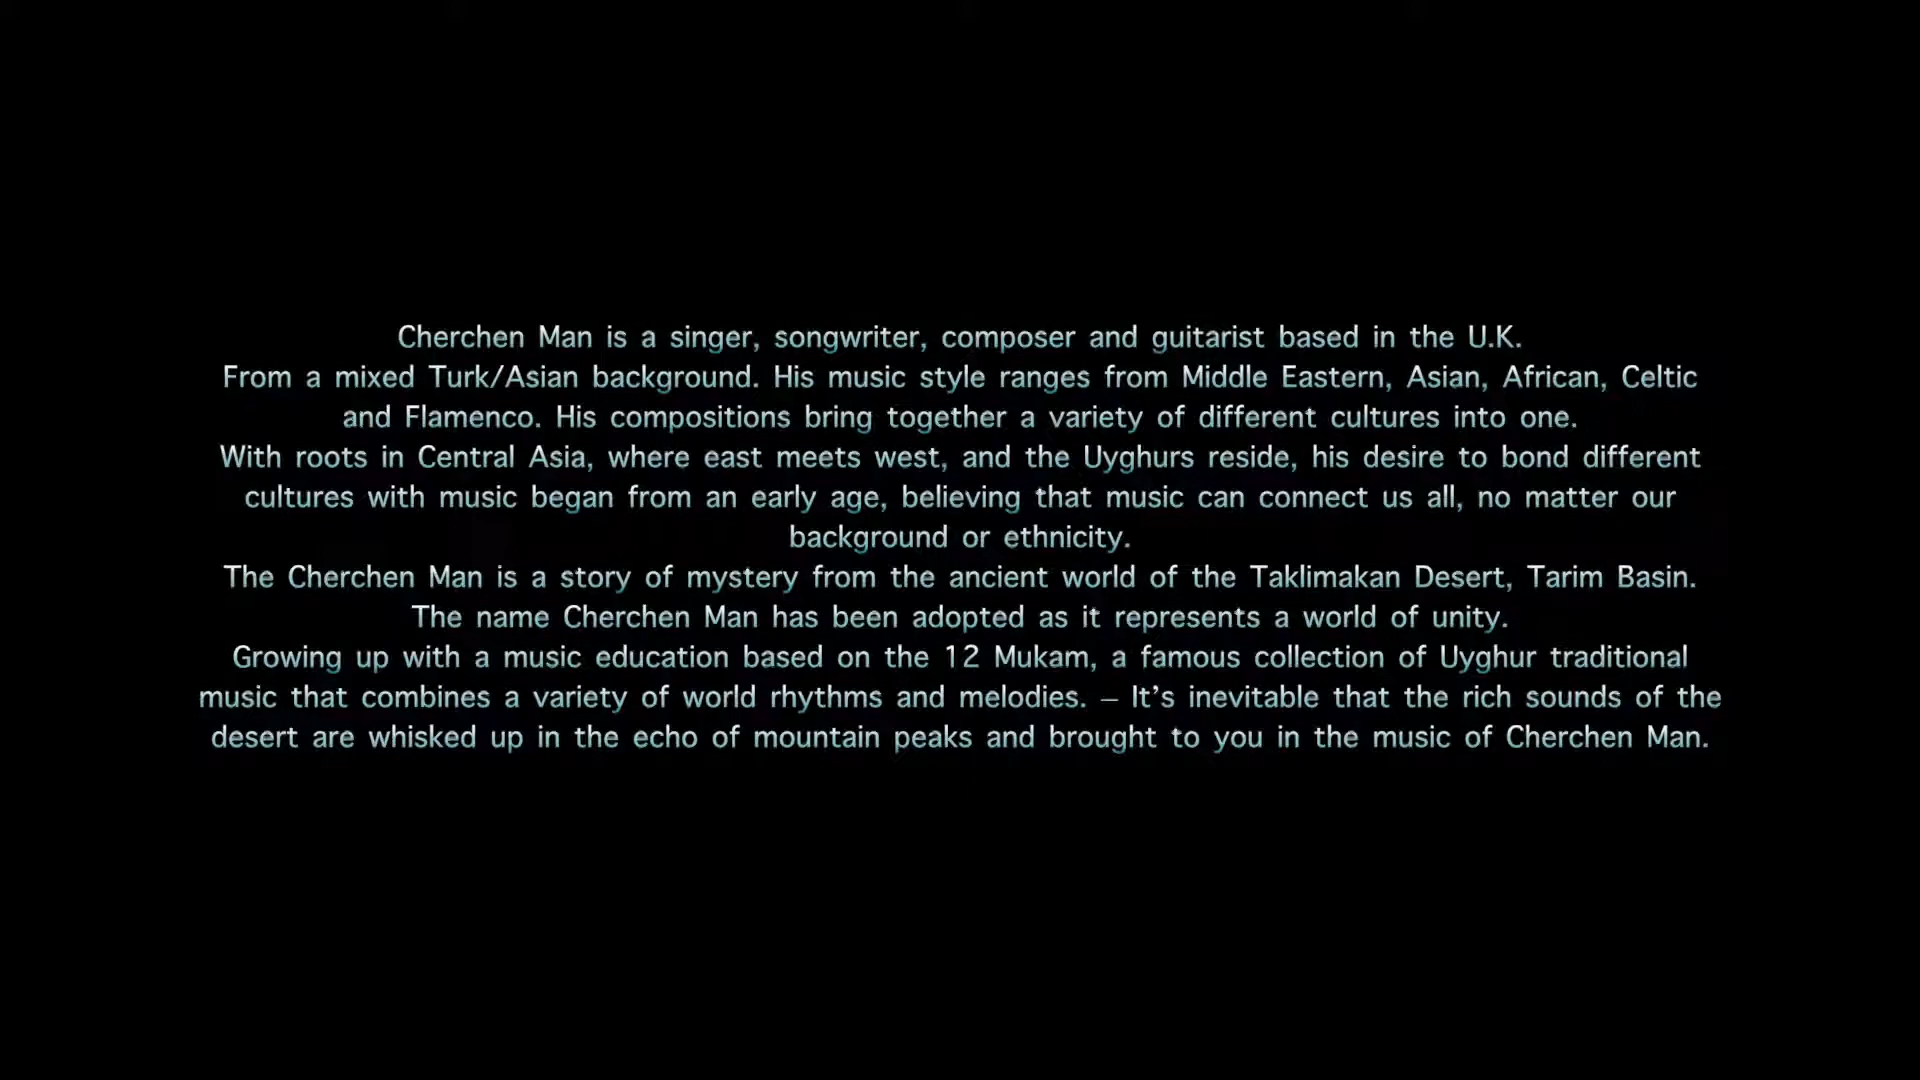 Cherchen Man is a singer, songwriter, composer and guitarist based in the U.K.
From a mixed Turk/Asian background. His music style ranges from Middle Eastern, Asian, African, Celtic
and Flamenco. His compositions bring together a variety of different cultures into one.
With roots in Central Asia, where east meets west, and the Uyghurs reside, his desire to bond different
cultures with music began from an early age, believing that music can connect us all, no matter our
background or ethnicity.
The Cherchen Man is a story of mystery from the ancient world of the Taklimakan Desert, Tarim Basin.
The name Cherchen Man has been adopted as it represents a world of unity.
Growing up with a music education based on the 12 Mukam, a famous collection of Uyghur traditional
music that combines a variety of world rhythms and melodies. – It’s inevitable that the rich sounds of the
desert are whisked up in the echo of mountain peaks and brought to you in the music of Cherchen Man.